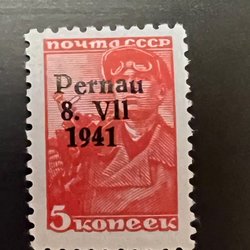 ПОЧТА СССР
Pernau
8. VII
1941
5 КОПЕЕК